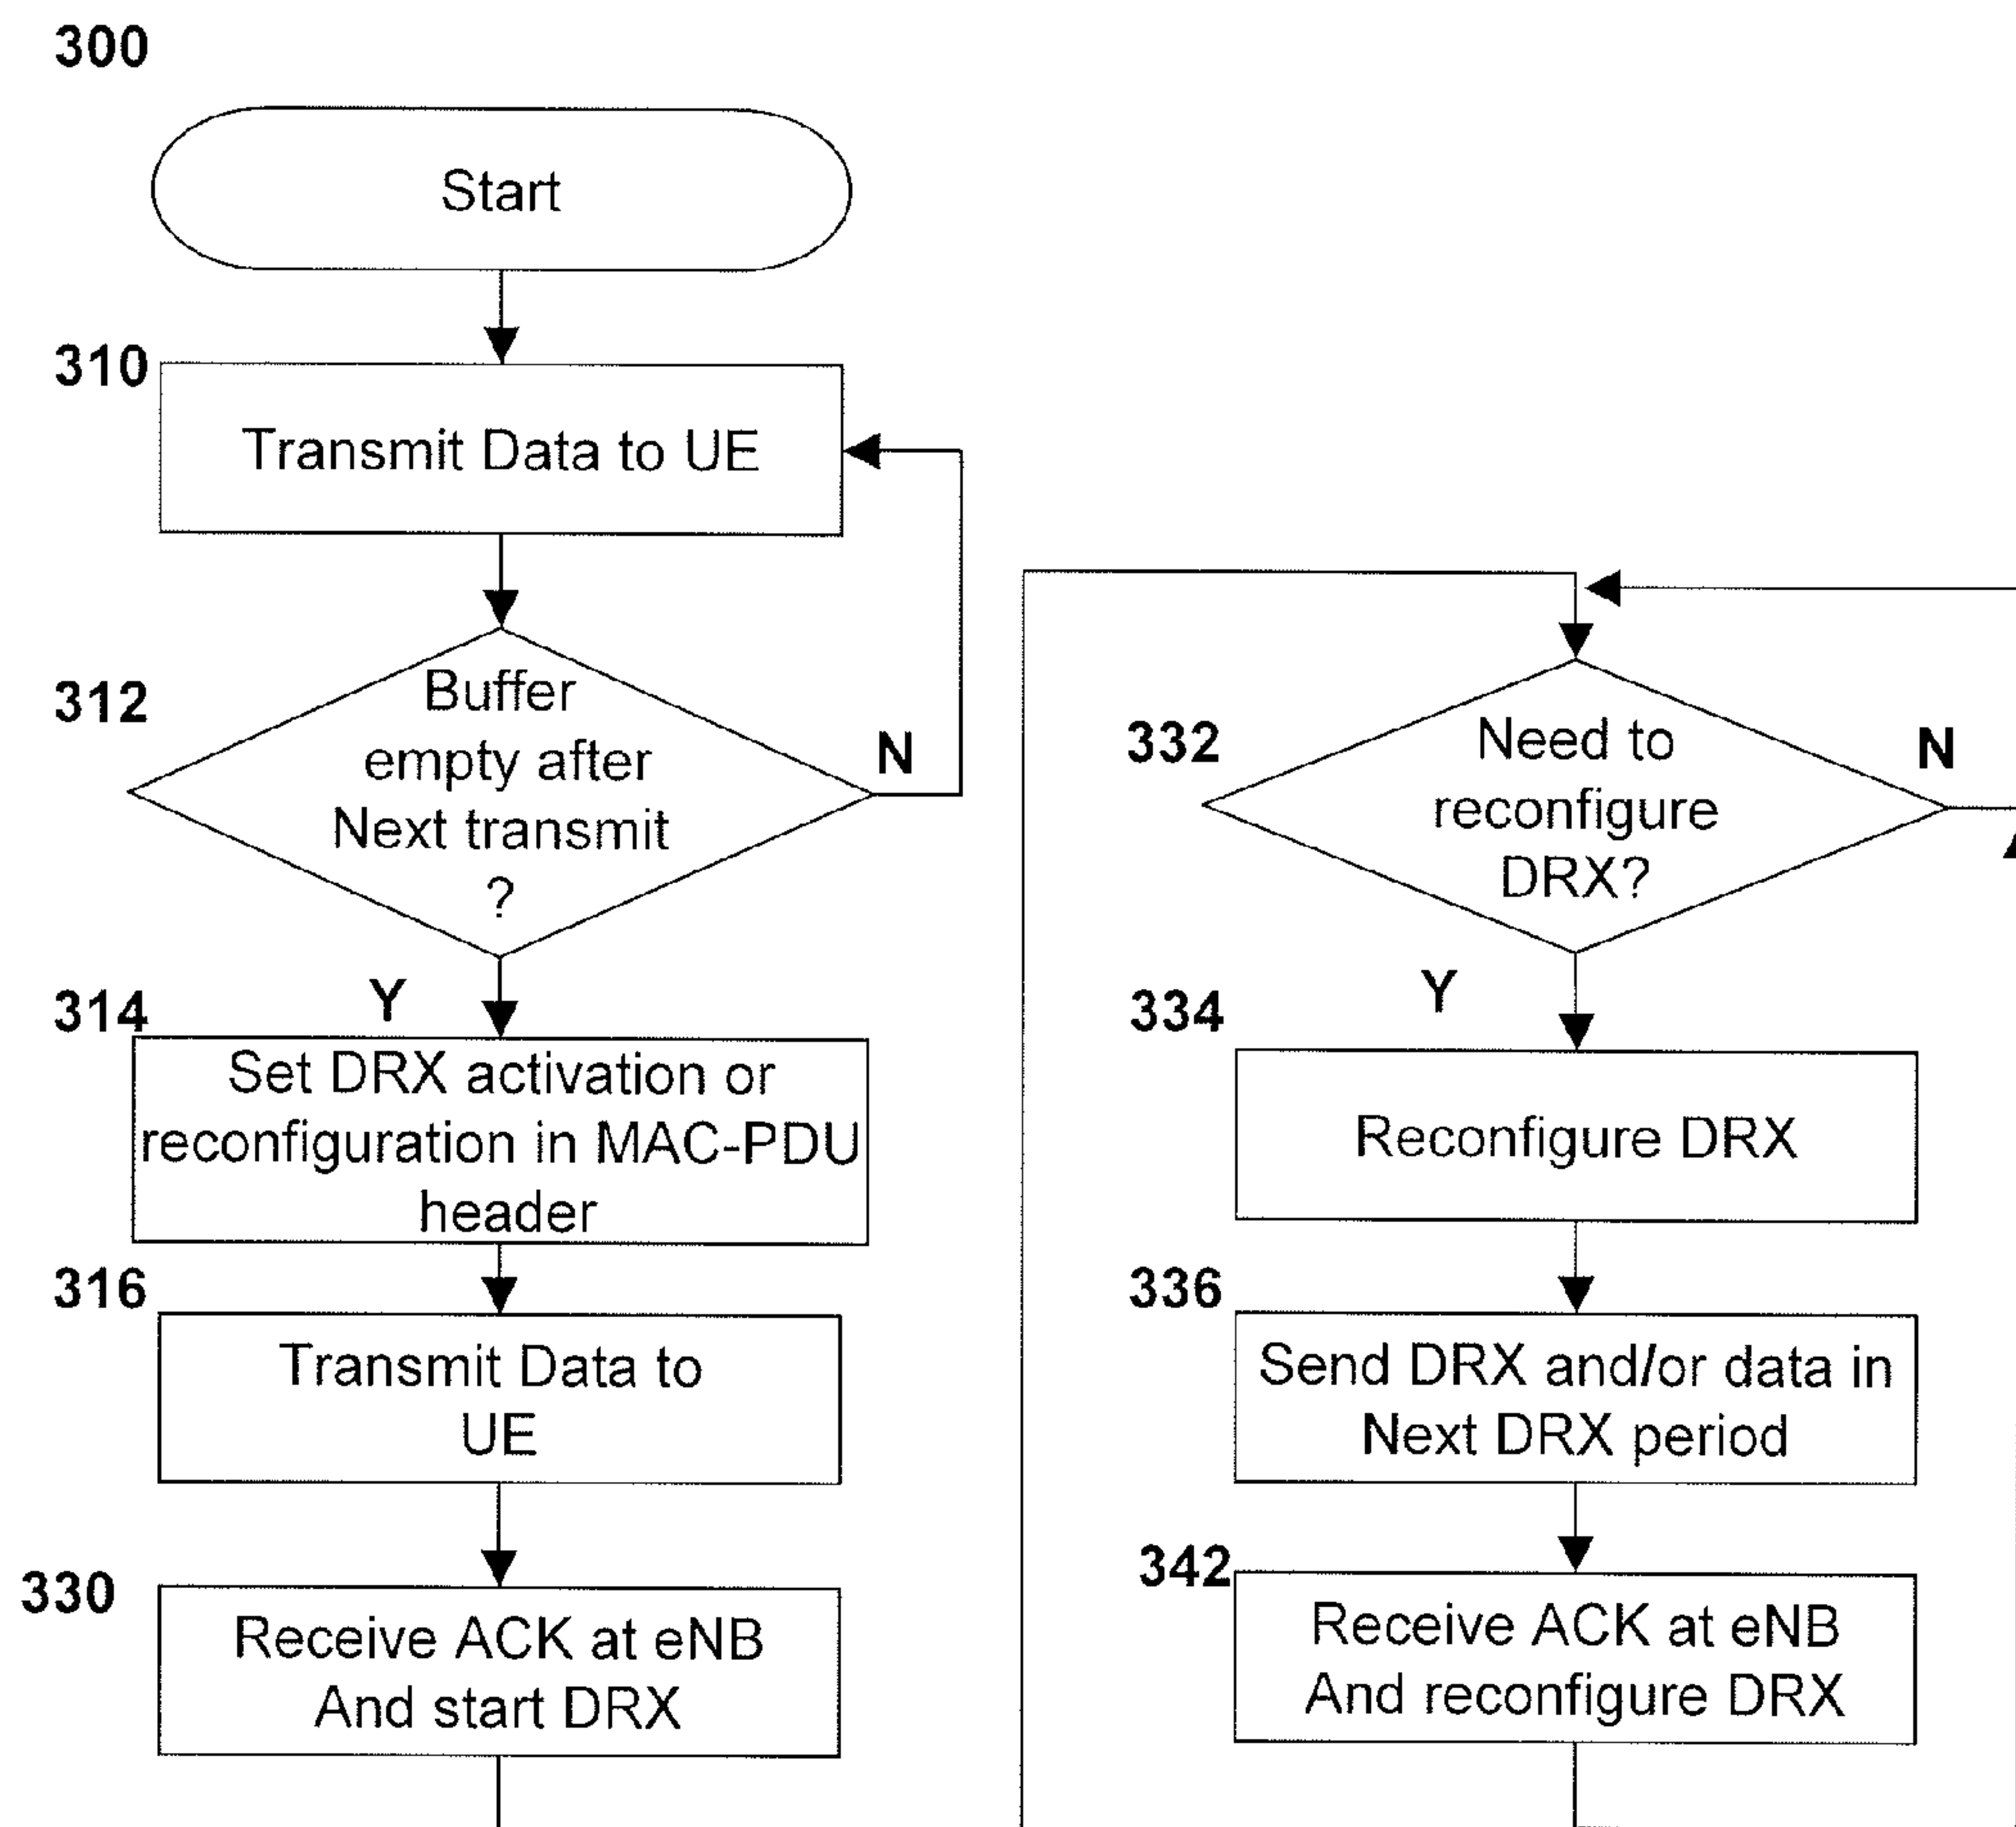 300
Start
310
Transmit Data to UE
312
Buffer
empty after
Next transmit
?
N
Y
314
Set DRX activation or
reconfiguration in MAC-PDU
header
316
Transmit Data to
UE
330
Receive ACK at eNB
And start DRX
332
Need to
reconfigure
DRX?
N
Y
334
Reconfigure DRX
336
Send DRX and/or data in
Next DRX period
342
Receive ACK at eNB
And reconfigure DRX